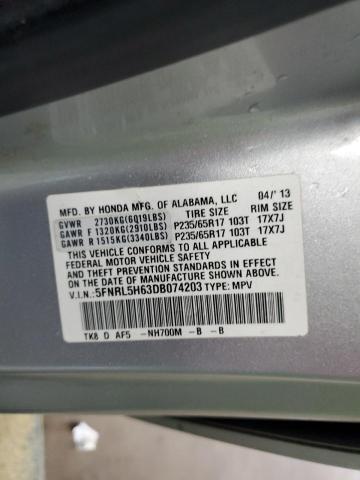 MFD. BY HONDA MFG. OF ALABAMA, LLC 04/'13
GVWR 2730KG(6019LBS) TIRE SIZE RIM SIZE
GAWR F 1320KG(2910LBS) P235/65R17 103T 17X7J
GAWR R 1515KG(3340LBS) P235/65R17 103T 17X7J
THIS VEHICLE CONFORMS TO ALL APPLICABLE
FEDERAL MOTOR VEHICLE SAFETY
AND THEFT PREVENTION STANDARDS IN EFFECT ON THE
DATE OF MANUFACTURE SHOWN ABOVE.
V.I.N.: 5FNRL5H63DB074203 TYPE: MPV
TK8 D AF5 -NH700M -B -B